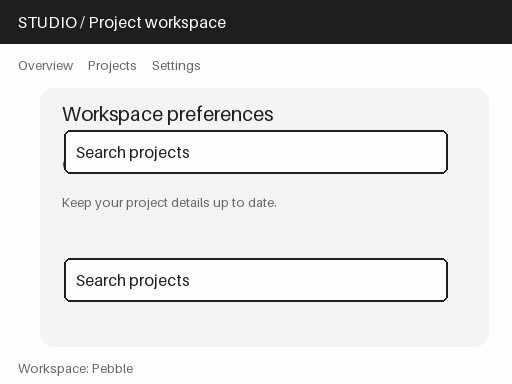 STUDIO / Project workspace
Overview Projects Settings
Workspace preferences
Search projects
Keep your project details up to date.
Search projects
Workspace: Pebble